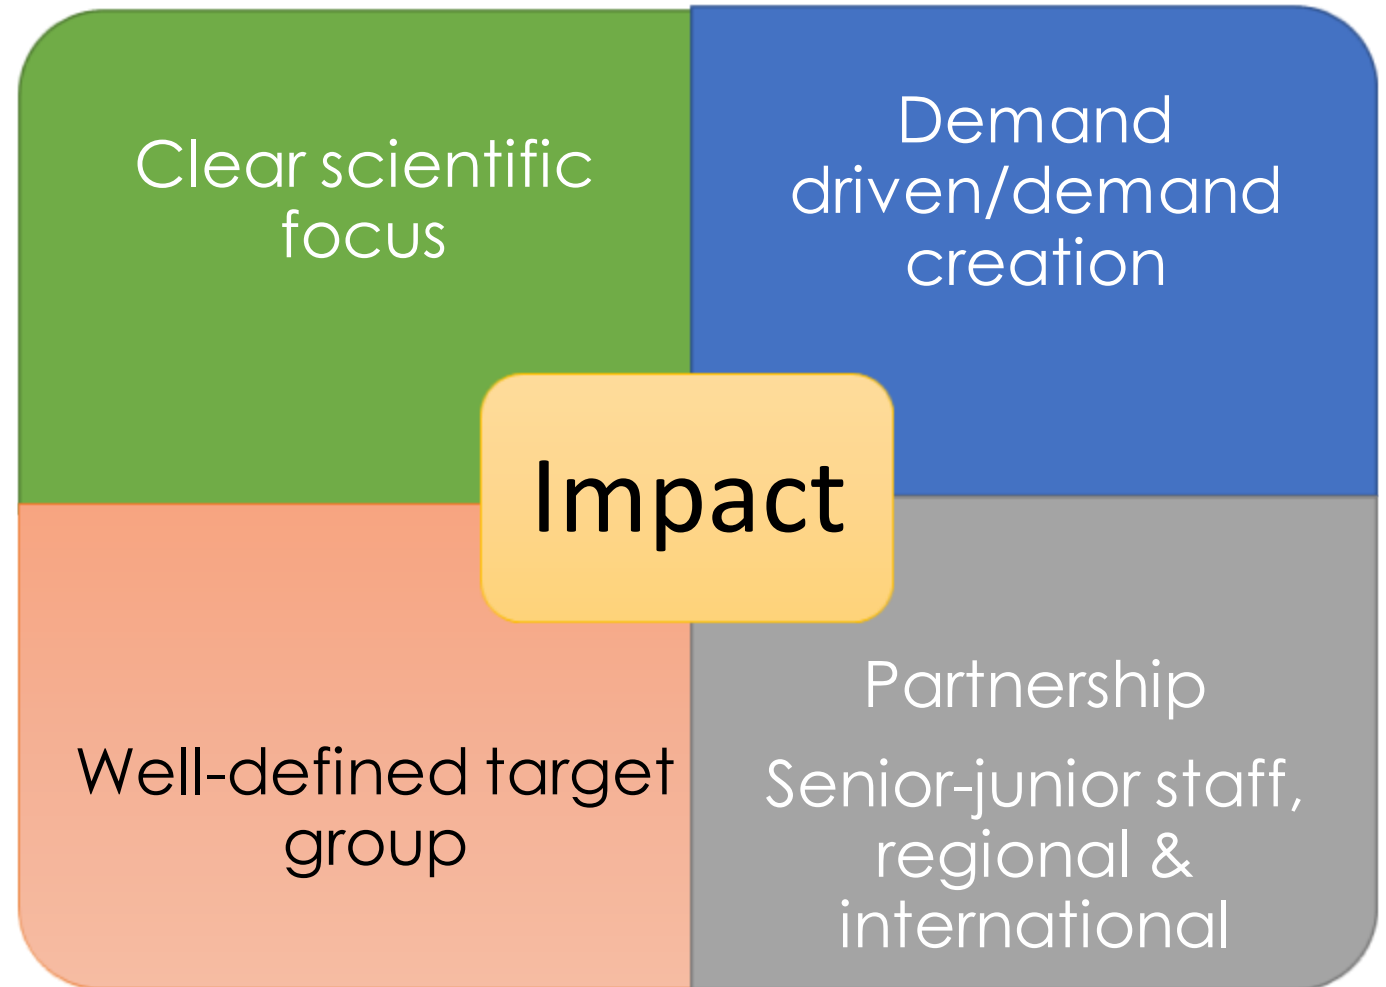 Clear scientific
focus
Demand
driven/demand
creation
Impact
Well-defined target
group
Partnership
Senior-junior staff,
regional &
international